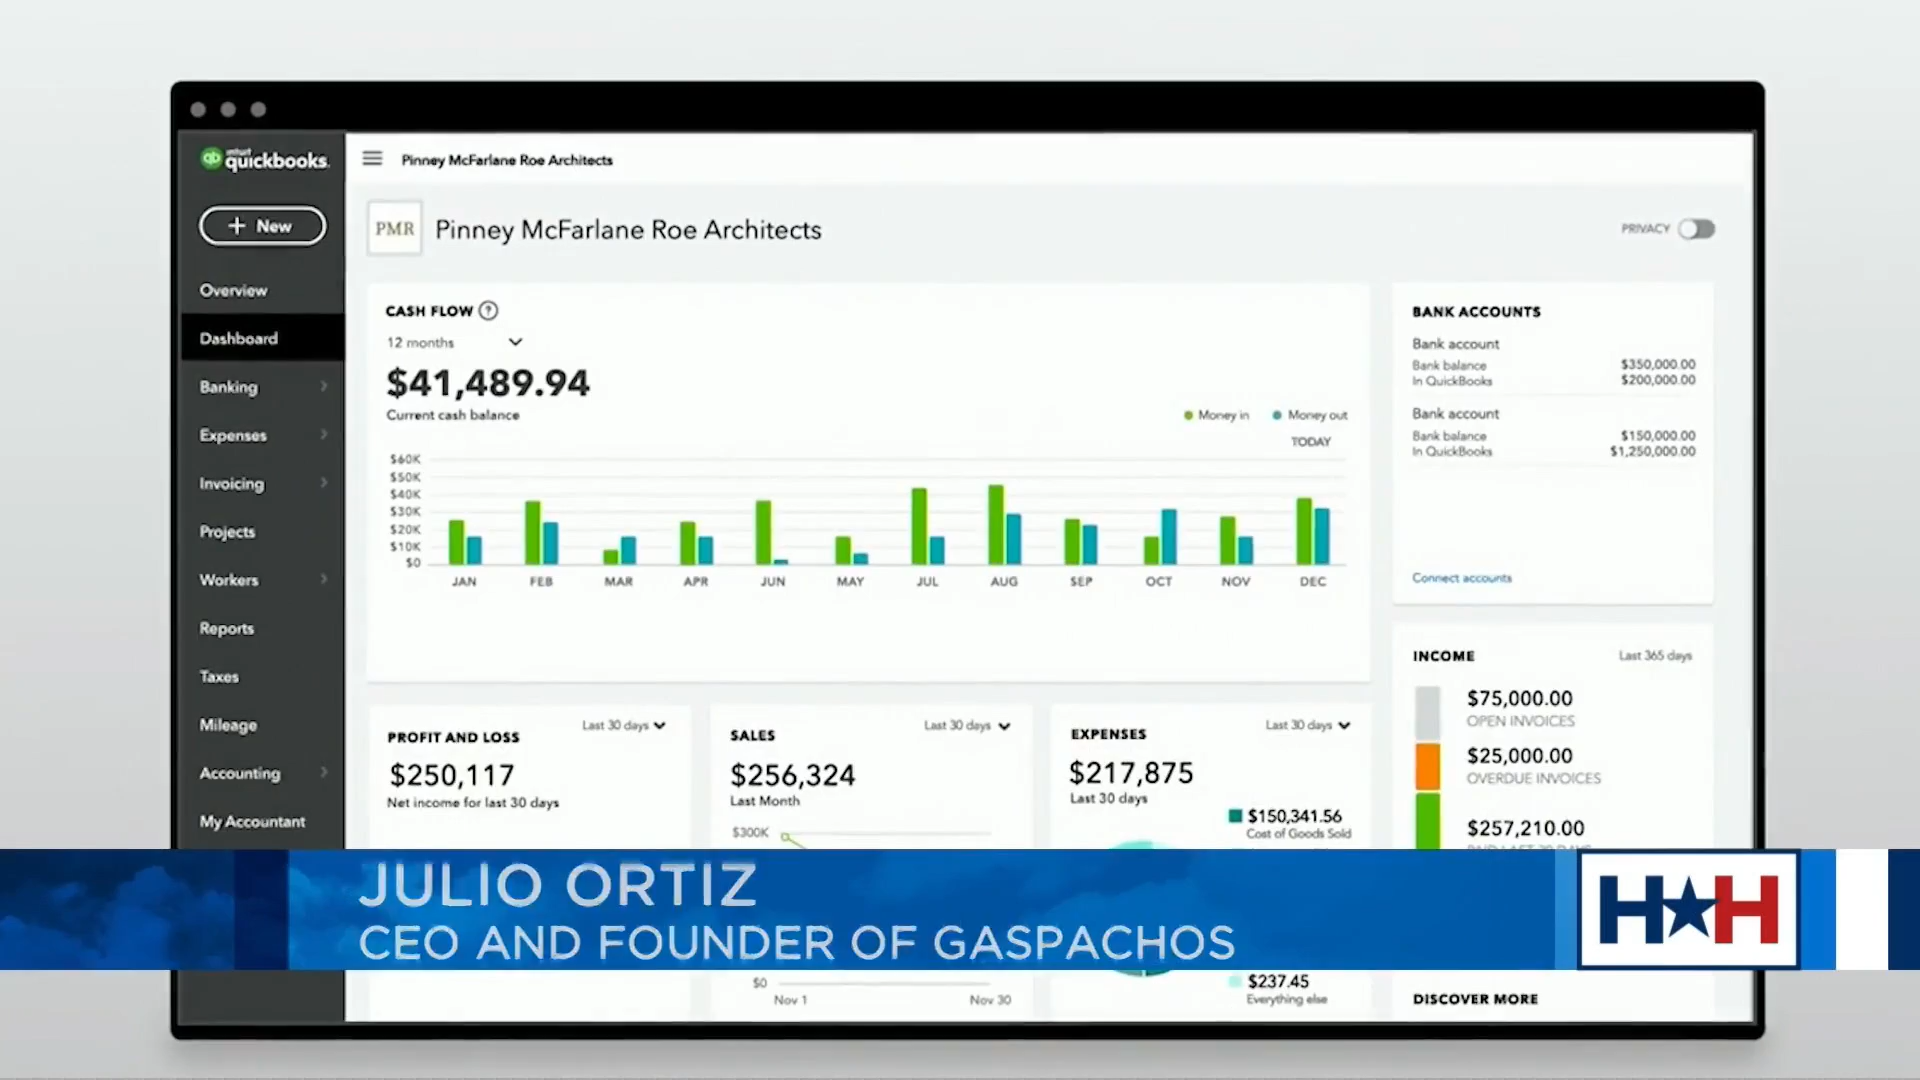 intuit
quickbooks.
+ New
Overview
Dashboard
Banking
Expenses
Invoicing
Projects
Workers
Reports
Taxes
Mileage
Accounting
My Accountant
Pinney McFarlane Roe Architects
PMR
Pinney McFarlane Roe Architects
PRIVACY
CASH FLOW ?
12 months
$41,489.94
Current cash balance
Money in Money out
TODAY
$60K
$50K
$40K
$30K
$20K
$10K
$0
JAN FEB MAR APR JUN MAY JUL AUG SEP OCT NOV DEC
BANK ACCOUNTS
Bank account
Bank balance $350,000.00
In QuickBooks $200,000.00
Bank account
Bank balance $150,000.00
In QuickBooks $1,250,000.00
Connect accounts
PROFIT AND LOSS Last 30 days
$250,117
Net income for last 30 days
SALES Last 30 days
$256,324
Last Month
$300K
$0
Nov 1 Nov 30
EXPENSES Last 30 days
$217,875
Last 30 days
$150,341.56
Cost of Goods Sold
$237.45
Everything else
INCOME Last 365 days
$75,000.00
OPEN INVOICES
$25,000.00
OVERDUE INVOICES
$257,210.00
DISCOVER MORE
JULIO ORTIZ
CEO AND FOUNDER OF GASPACHOS
H★H